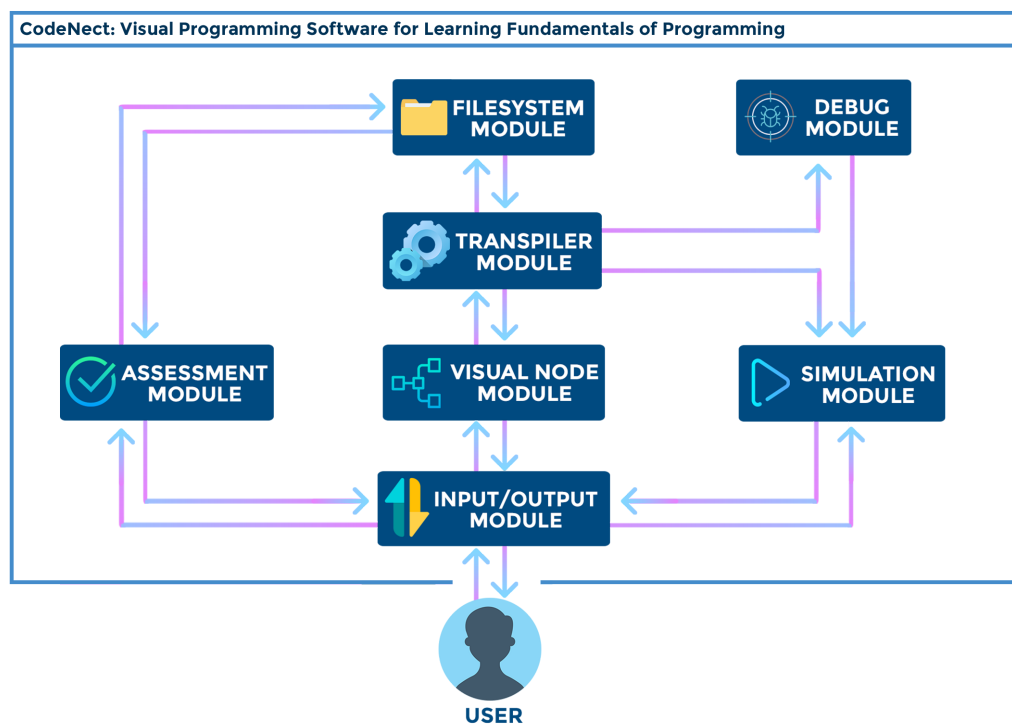 CodeNect: Visual Programming Software for Learning Fundamentals of Programming
FILESYSTEM
MODULE
DEBUG
MODULE
TRANSPILER
MODULE
ASSESSMENT
MODULE
VISUAL NODE
MODULE
SIMULATION
MODULE
INPUT/OUTPUT
MODULE
USER